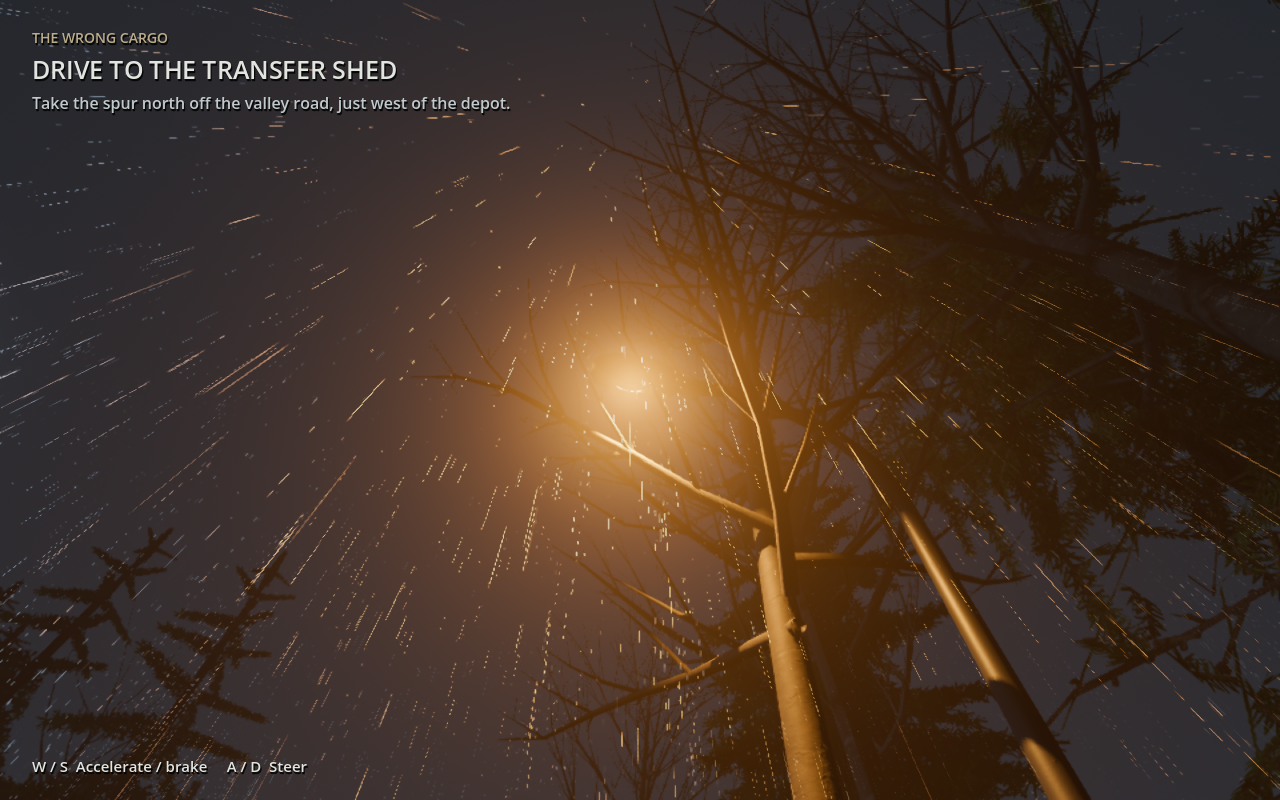 THE WRONG CARGO
DRIVE TO THE TRANSFER SHED
Take the spur north off the valley road, just west of the depot.
W / S Accelerate / brake A / D Steer